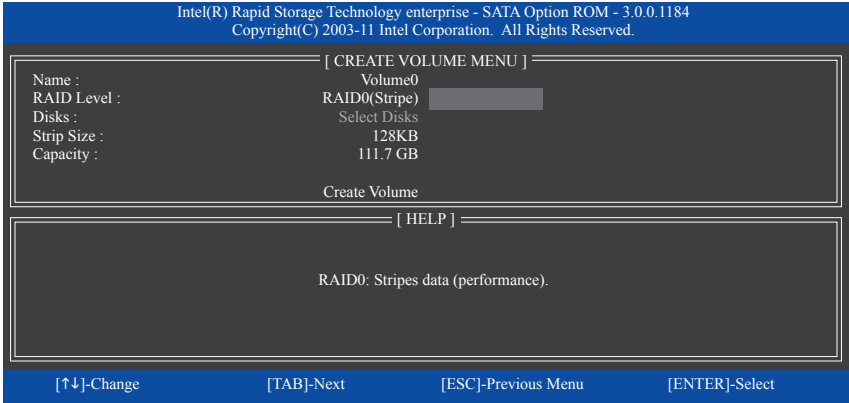 Intel(R) Rapid Storage Technology enterprise - SATA Option ROM - 3.0.0.1184
Copyright(C) 2003-11 Intel Corporation. All Rights Reserved.
[ CREATE VOLUME MENU ]
Name : Volume0
RAID Level : RAID0(Stripe)
Disks : Select Disks
Strip Size : 128KB
Capacity : 111.7 GB
Create Volume
[ HELP ]
RAID0: Stripes data (performance).
[↑↓]-Change [TAB]-Next [ESC]-Previous Menu [ENTER]-Select